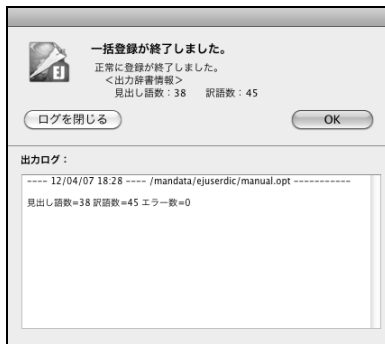 一括登録が終了しました。
正常に登録が終了しました。
＜出力辞書情報＞
見出し語数：38　訳語数：45
ログを閉じる
OK
出力ログ：
---- 12/04/07 18:28 ---- /mandata/ejuserdic/manual.opt -----------
見出し語数=38 訳語数=45 エラー数=0